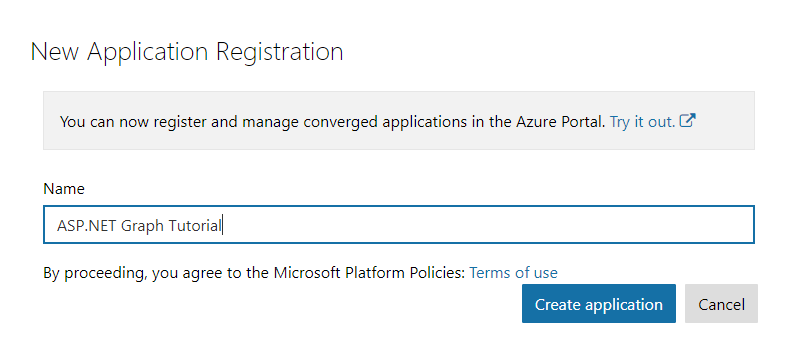 New Application Registration
You can now register and manage converged applications in the Azure Portal. Try it out.
Name
ASP.NET Graph Tutorial
By proceeding, you agree to the Microsoft Platform Policies: Terms of use
Create application Cancel